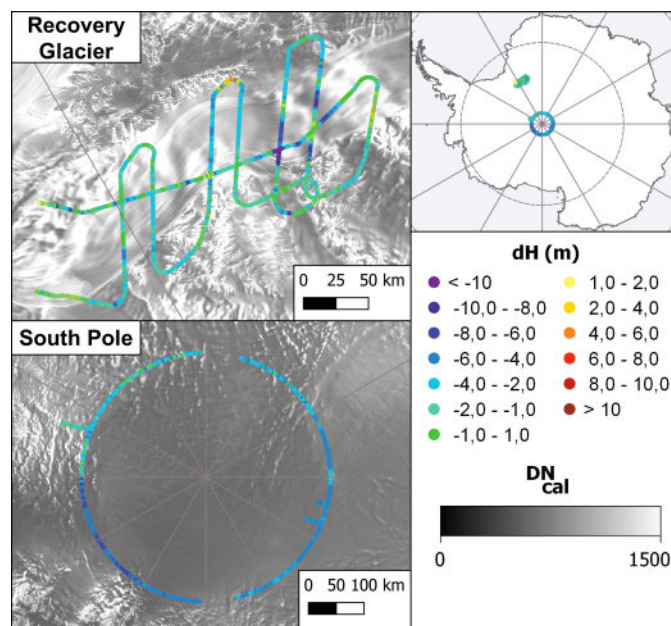 Recovery
Glacier
0 25 50 km
South Pole
0 50 100 km
dH (m)
< -10
-10,0 - -8,0
-8,0 - -6,0
-6,0 - -4,0
-4,0 - -2,0
-2,0 - -1,0
-1,0 - 1,0
1,0 - 2,0
2,0 - 4,0
4,0 - 6,0
6,0 - 8,0
8,0 - 10,0
> 10
DN
cal
0 1500